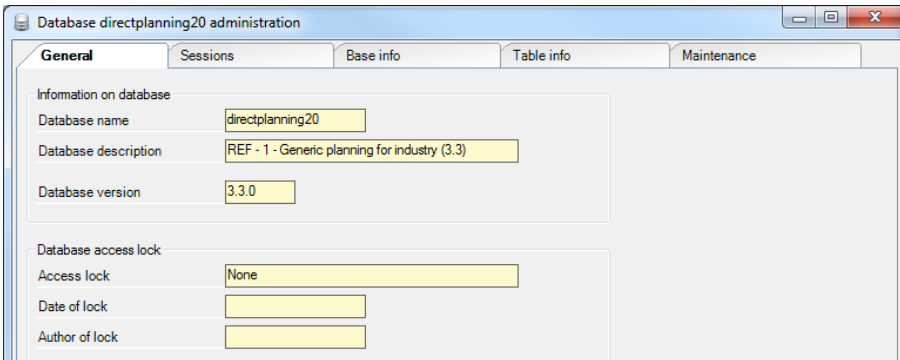 Database directplanning20 administration
General Sessions Base info Table info Maintenance
Information on database
Database name directplanning20
Database description REF - 1 - Generic planning for industry (3.3)
Database version 3.3.0
Database access lock
Access lock None
Date of lock
Author of lock